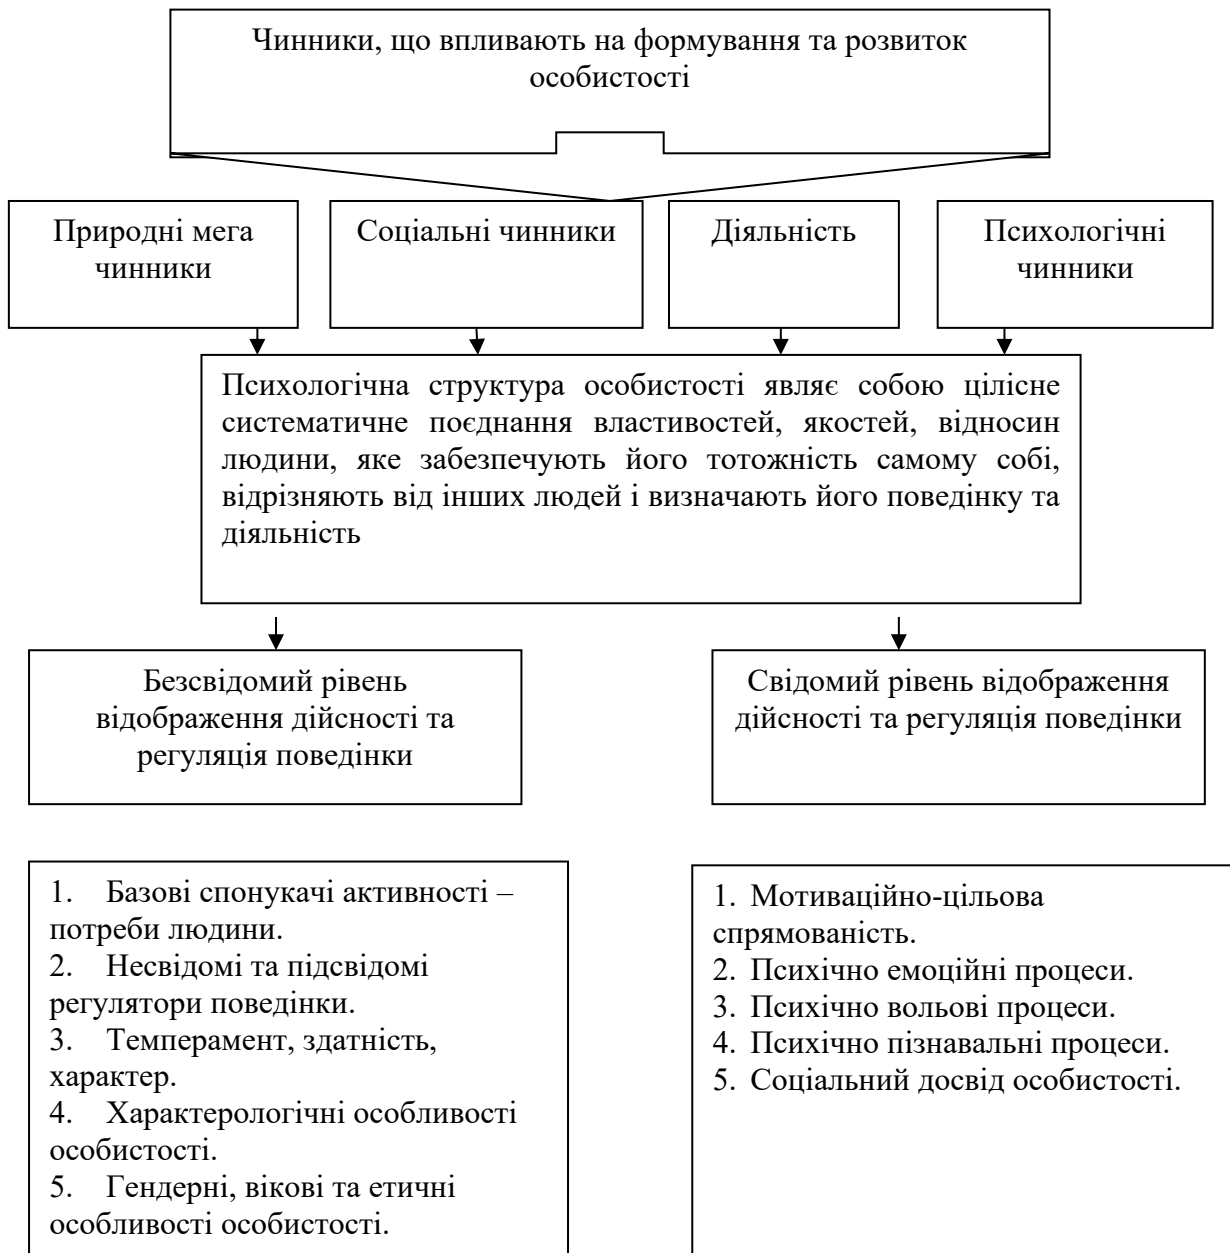 Чинники, що впливають на формування та розвиток
особистості
Природні мега
чинники
Соціальні чинники
Діяльність
Психологічні
чинники
Психологічна структура особистості являє собою цілісне
систематичне поєднання властивостей, якостей, відносин
людини, яке забезпечують його тотожність самому собі,
відрізняють від інших людей і визначають його поведінку та
діяльність
Безсвідомий рівень
відображення дійсності та
регуляція поведінки
Свідомий рівень відображення
дійсності та регуляція поведінки
1. Базові спонукачі активності –
потреби людини.
2. Несвідомі та підсвідомі
регулятори поведінки.
3. Темперамент, здатність,
характер.
4. Характерологічні особливості
особистості.
5. Гендерні, вікові та етичні
особливості особистості.
1. Мотиваційно-цільова
спрямованість.
2. Психічно емоційні процеси.
3. Психічно вольові процеси.
4. Психічно пізнавальні процеси.
5. Соціальний досвід особистості.